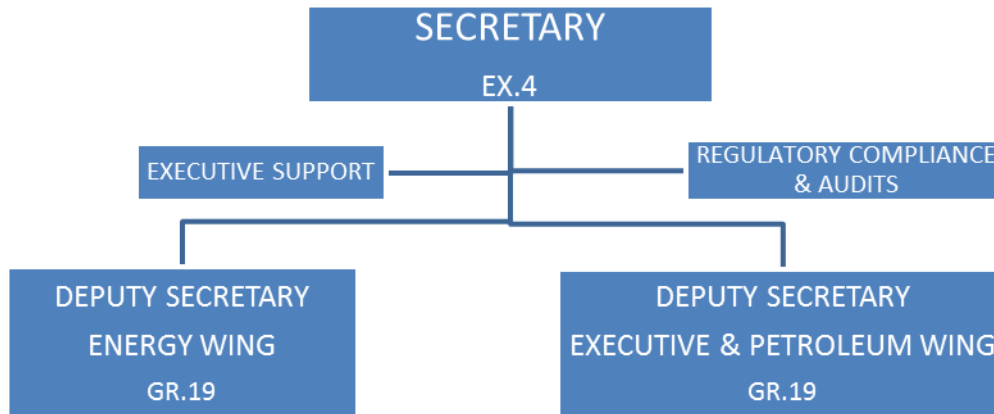 SECRETARY
EX.4
EXECUTIVE SUPPORT
REGULATORY COMPLIANCE
& AUDITS
DEPUTY SECRETARY
ENERGY WING
GR.19
DEPUTY SECRETARY
EXECUTIVE & PETROLEUM WING
GR.19